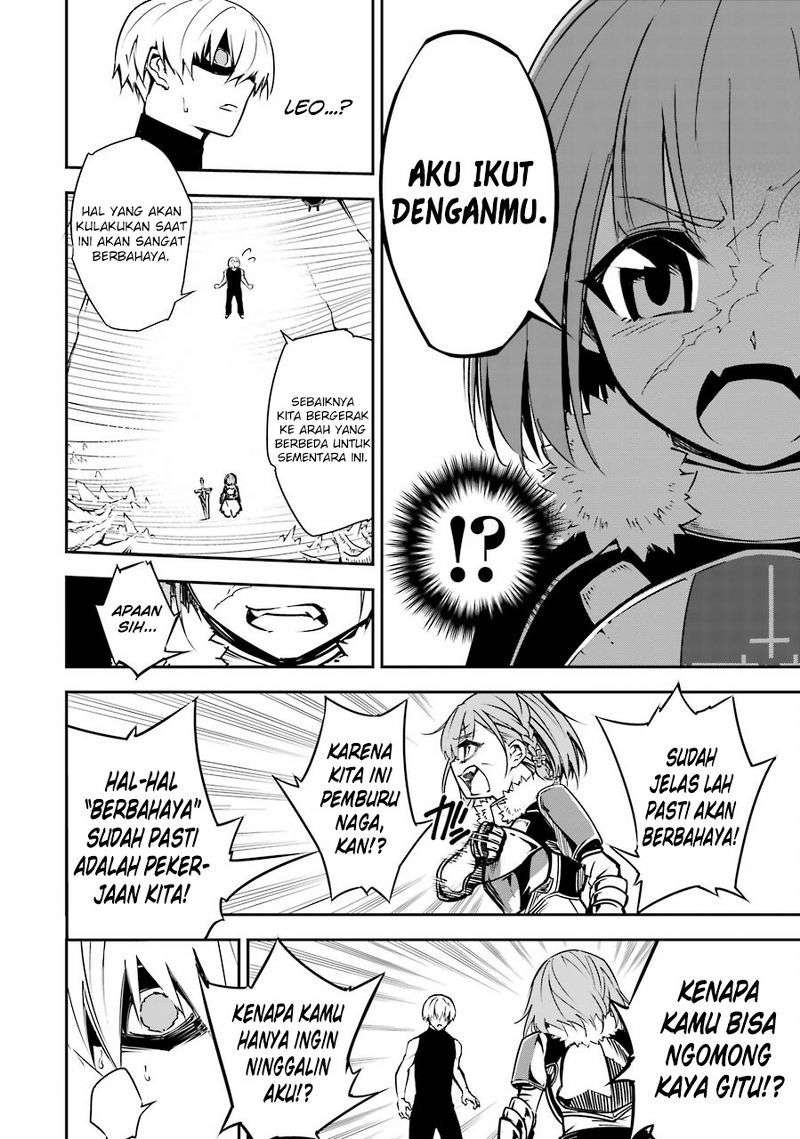 AKU IKUT
DENGANMU.
!?
LEO...?
HAL YANG AKAN
KULAKUKAN SAAT
INI AKAN SANGAT
BERBAHAYA.
SEBAIKNYA
KITA BERGERAK
KE ARAH YANG
BERBEDA UNTUK
SEMENTARA INI.
APAAN
SIH...
SUDAH
JELAS LAH
PASTI AKAN
BERBAHAYA!
KARENA
KITA INI
PEMBURU
NAGA,
KAN!?
ガバ!!
HAL-HAL
"BERBAHAYA"
SUDAH PASTI
ADALAH PEKER-
JAAN KITA!
KENAPA
KAMU BISA
NGOMONG
KAYA GITU!?
KENAPA KAMU
HANYA INGIN
NINGGALIN
AKU!?